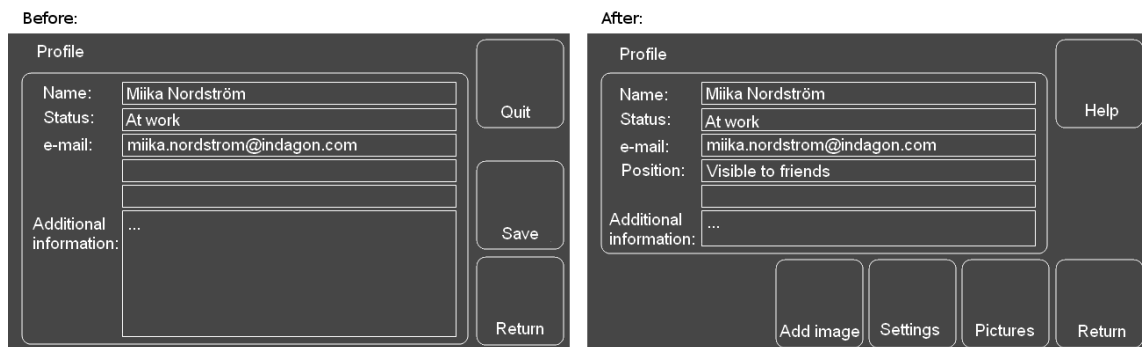 Before:
Profile
Name: Miika Nordström
Status: At work
e-mail: miika.nordstrom@indagon.com
Additional information: ...
Quit
Save
Return
After:
Profile
Name: Miika Nordström
Status: At work
e-mail: miika.nordstrom@indagon.com
Position: Visible to friends
Additional information: ...
Help
Add image
Settings
Pictures
Return